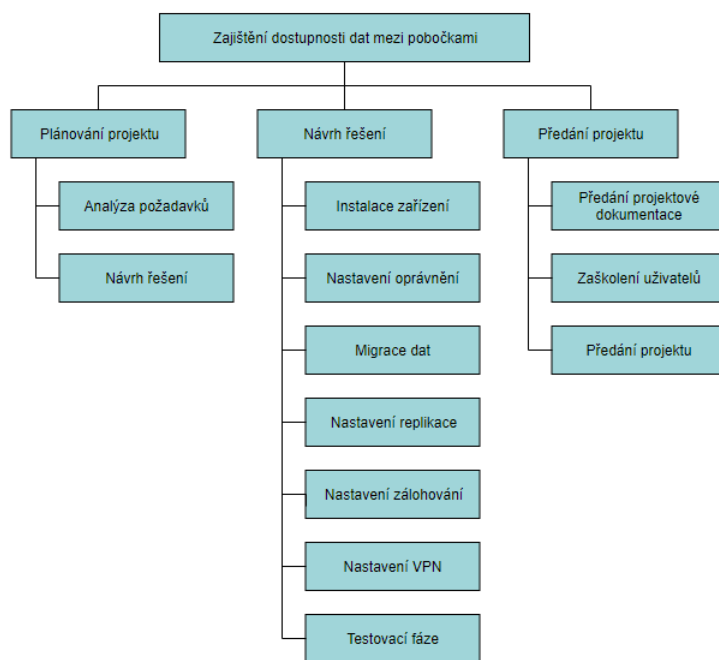 Zajištění dostupnosti dat mezi pobočkami
Plánování projektu
Návrh řešení
Předání projektu
Analýza požadavků
Návrh řešení
Instalace zařízení
Nastavení oprávnění
Migrace dat
Nastavení replikace
Nastavení zálohování
Nastavení VPN
Testovací fáze
Předání projektové
dokumentace
Zaškolení uživatelů
Předání projektu